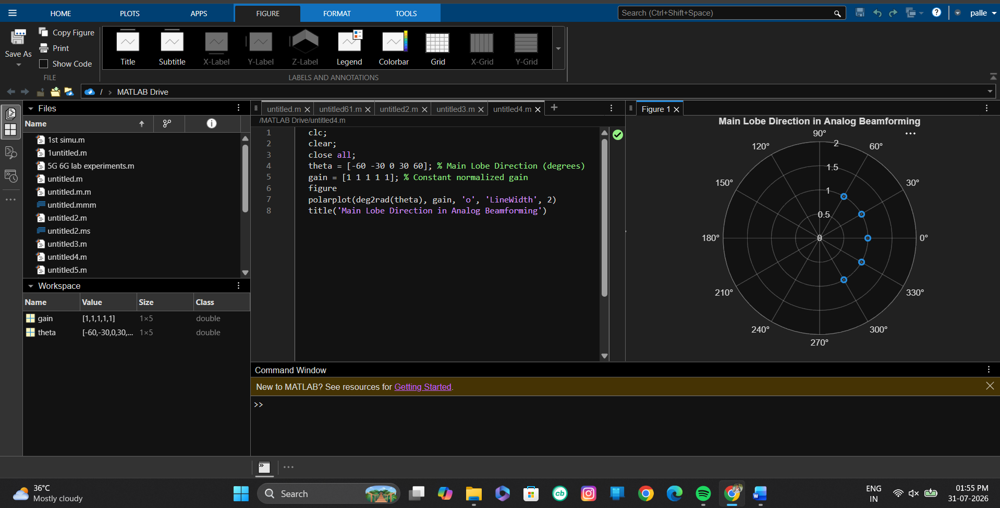 HOME PLOTS APPS FIGURE FORMAT TOOLS Search (Ctrl+Shift+Space) ? palle
Save As
Copy Figure
Print
Show Code
FILE
Title Subtitle X-Label Y-Label Z-Label Legend Colorbar Grid X-Grid Y-Grid
LABELS AND ANNOTATIONS
/ > MATLAB Drive
Files
Name
1st simu.m
1untitled.m
5G 6G lab experiments.m
untitled.m
untitled.m.m
untitled.mmm
untitled2.m
untitled2.ms
untitled3.m
untitled4.m
untitled5.m
Workspace
Name Value Size Class
gain [1,1,1,1,1] 1×5 double
theta [-60,-30,0,30,... 1×5 double
untitled.m untitled61.m untitled2.m untitled3.m untitled4.m
/MATLAB Drive/untitled4.m
1 clc;
2 clear;
3 close all;
4 theta = [-60 -30 0 30 60]; % Main Lobe Direction (degrees)
5 gain = [1 1 1 1 1]; % Constant normalized gain
6 figure
7 polarplot(deg2rad(theta), gain, 'o', 'LineWidth', 2)
8 title('Main Lobe Direction in Analog Beamforming')
Figure 1
Main Lobe Direction in Analog Beamforming
90°
120° 2 60°
1.5
150° 1 30°
0.5
180° 0 0°
210° 330°
240° 300°
270°
Command Window
New to MATLAB? See resources for Getting Started.
>>
36°C
Mostly cloudy
Search
cb
W
ENG
IN
01:55 PM
31-07-2026